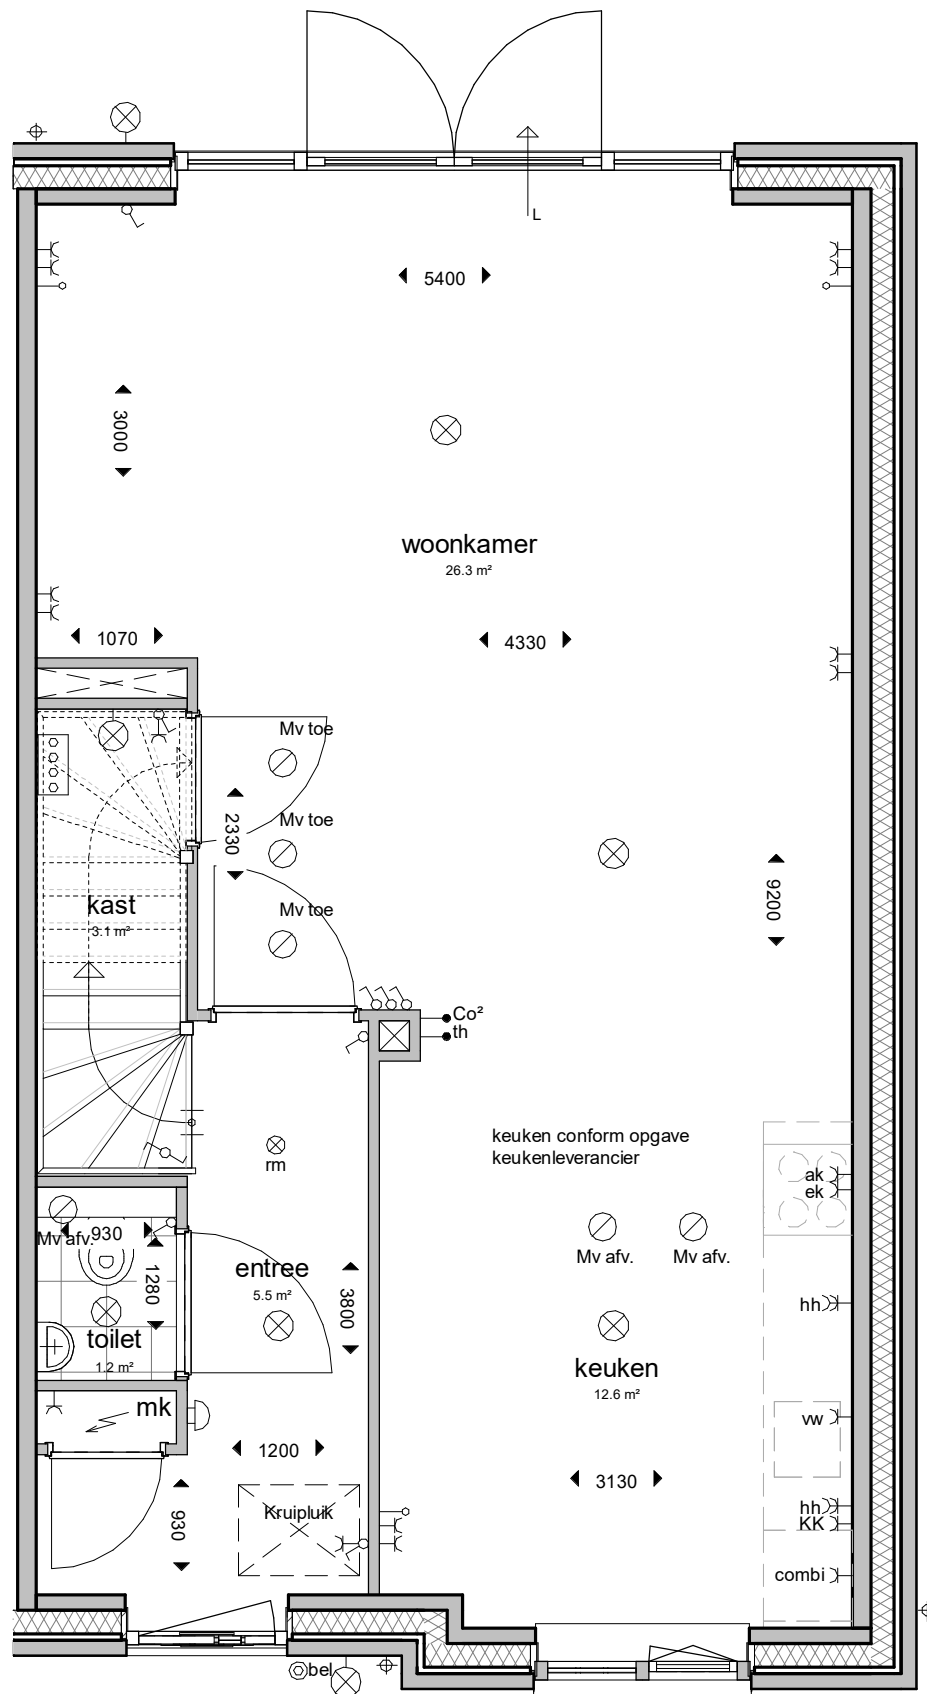 L
5400
3000
woonkamer
26.3 m²
1070
4330
Mv toe
2330
Mv toe
9200
kast
3.1 m²
Mv toe
Co²
th
keuken conform opgave
keukenleverancier
rm
ak
ek
Mv afv.
930
1280
Mv afv.
Mv afv.
entree
5.5 m²
3800
hh
toilet
1.2 m²
keuken
12.6 m²
mk
vw
1200
3130
930
Kruipluik
hh
KK
combi
bel